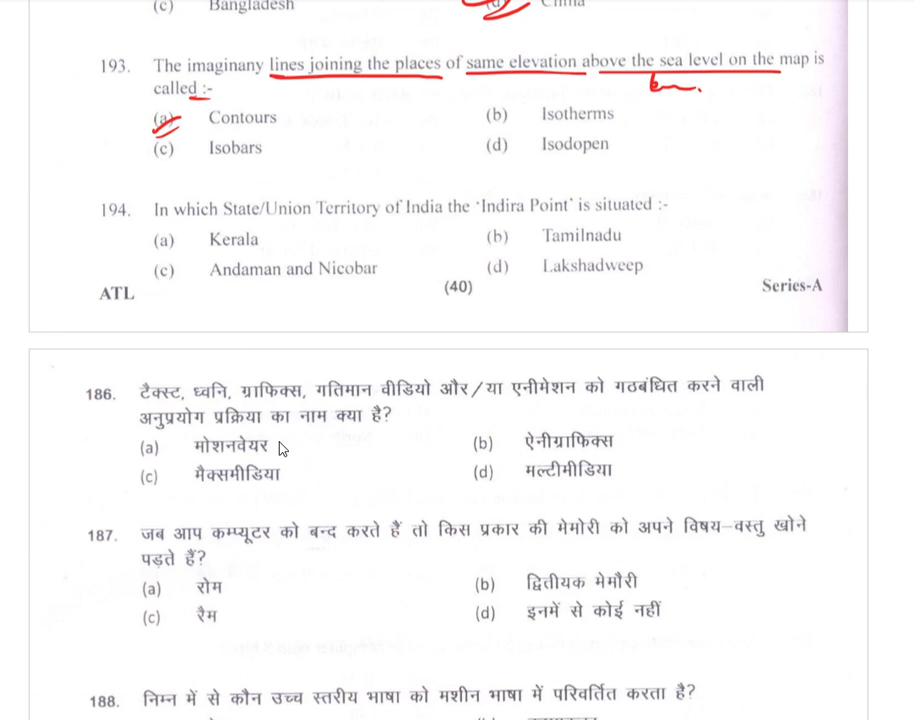 (c) Bangladesh (d) China
193. The imaginany lines joining the places of same elevation above the sea level on the map is
called :-
(a) Contours (b) Isotherms
(c) Isobars (d) Isodopen
194. In which State/Union Territory of India the 'Indira Point' is situated :-
(a) Kerala (b) Tamilnadu
(c) Andaman and Nicobar (d) Lakshadweep
ATL (40) Series-A
186. टैक्स्ट, ध्वनि, ग्राफिक्स, गतिमान वीडियो और/या एनीमेशन को गठबंधित करने वाली
अनुप्रयोग प्रक्रिया का नाम क्या है?
(a) मोशनवेयर (b) ऐनीग्राफिक्स
(c) मैक्समीडिया (d) मल्टीमीडिया
187. जब आप कम्प्यूटर को बन्द करते हैं तो किस प्रकार की मेमोरी को अपने विषय-वस्तु खोने
पड़ते हैं?
(a) रोम (b) द्वितीयक मेमौरी
(c) रैम (d) इनमें से कोई नहीं
188. निम्न में से कौन उच्च स्तरीय भाषा को मशीन भाषा में परिवर्तित करता है?